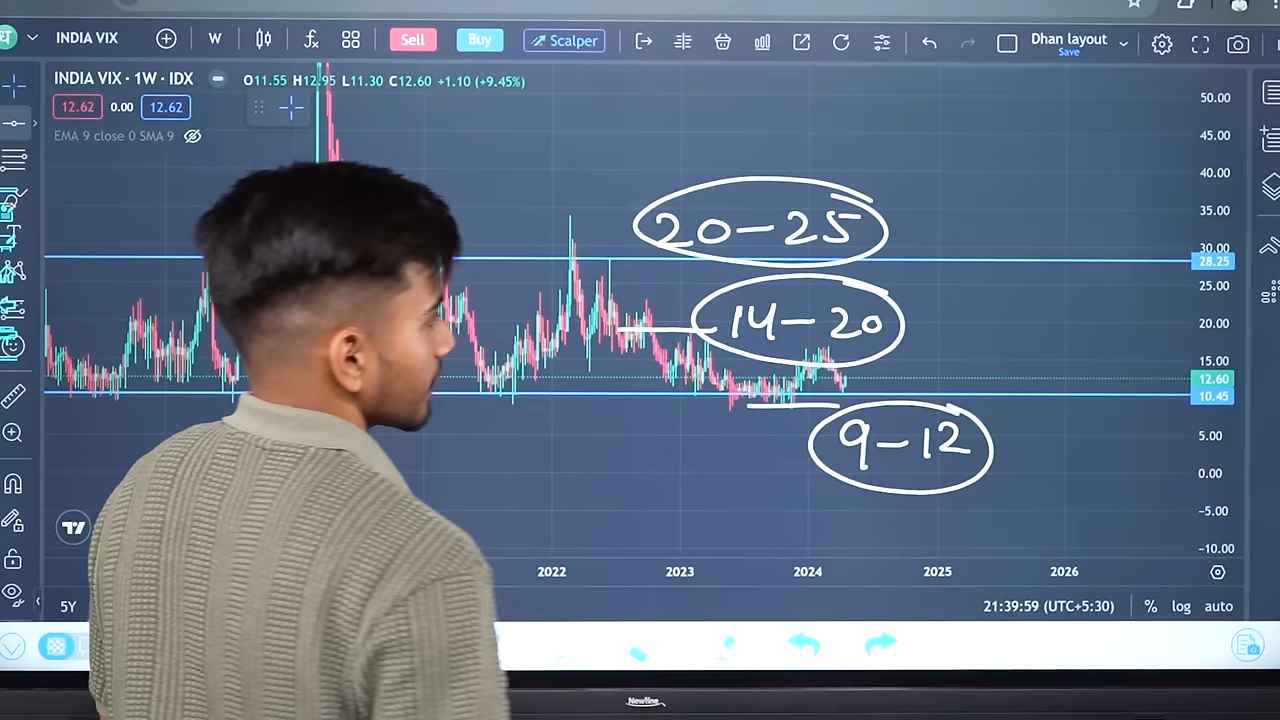 ध INDIA VIX W Sell Buy Scalper Dhan layout
Save
INDIA VIX · 1W · IDX O11.55 H12.95 L11.30 C12.60 +1.10 (+9.45%)
12.62 0.00 12.62
EMA 9 close 0 SMA 9
50.00
45.00
40.00
35.00
30.00
28.25
25.00
20.00
15.00
12.60
10.45
5.00
0.00
-5.00
-10.00
20-25
14-20
9-12
2022 2023 2024 2025 2026
5Y 21:39:59 (UTC+5:30) % log auto
Newline